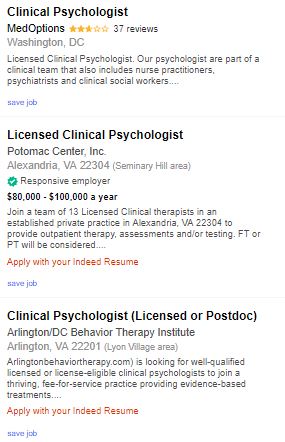 Clinical Psychologist
MedOptions 37 reviews
Washington, DC
Licensed Clinical Psychologist. Our psychologist are part of a
clinical team that also includes nurse practitioners,
psychiatrists and clinical social workers....
save job
Licensed Clinical Psychologist
Potomac Center, Inc.
Alexandria, VA 22304 (Seminary Hill area)
Responsive employer
$80,000 - $100,000 a year
Join a team of 13 Licensed Clinical therapists in an
established private practice in Alexandria, VA 22304 to
provide outpatient therapy, assessments and/or testing. FT or
PT will be considered....
Apply with your Indeed Resume
save job
Clinical Psychologist (Licensed or Postdoc)
Arlington/DC Behavior Therapy Institute
Arlington, VA 22201 (Lyon Village area)
Arlingtonbehaviortherapy.com) is looking for well-qualified
licensed or license-eligible clinical psychologists to join a
thriving, fee-for-service practice providing evidence-based
treatments....
Apply with your Indeed Resume
save job